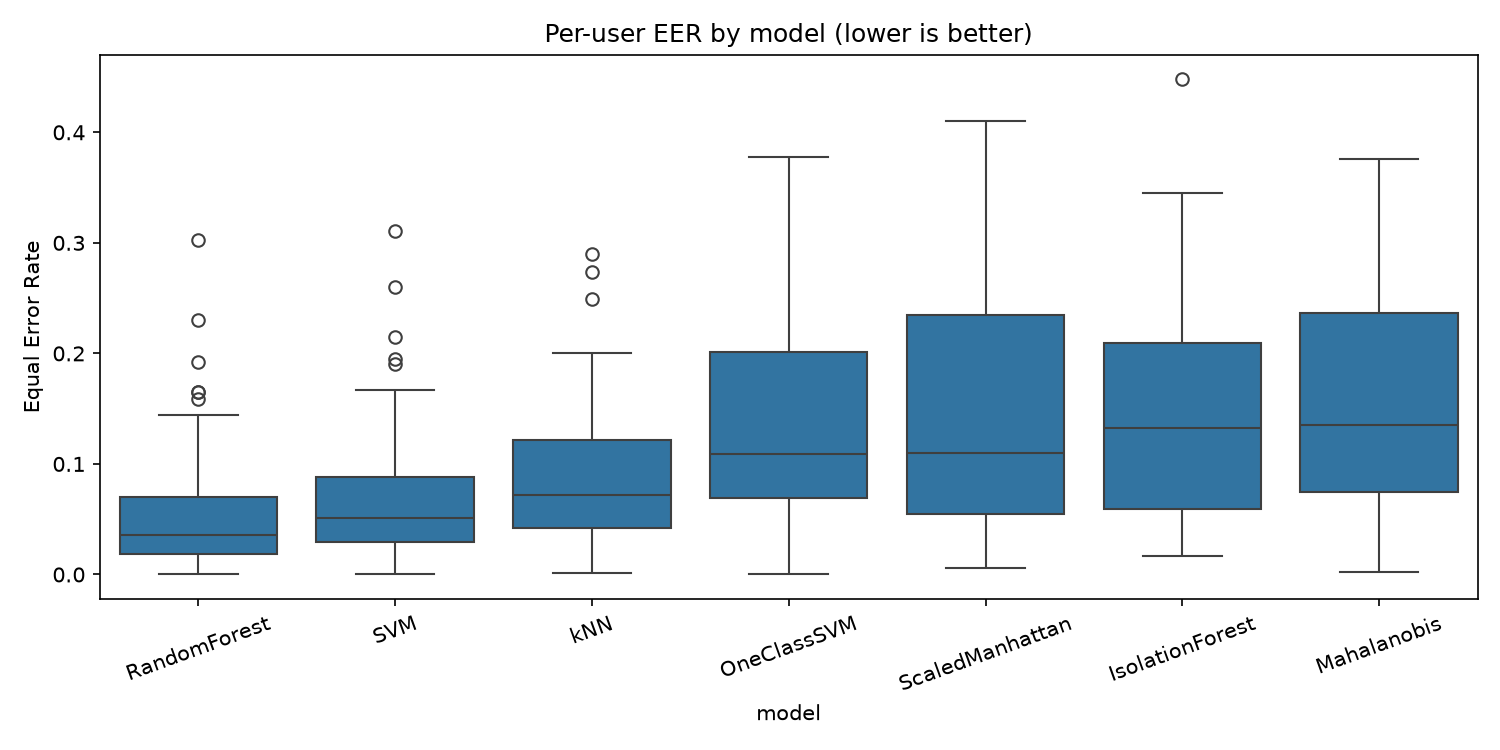 Per-user EER by model (lower is better)
Equal Error Rate
0.4
0.3
0.2
0.1
0.0
RandomForest
SVM
kNN
OneClassSVM
ScaledManhattan
IsolationForest
Mahalanobis
model